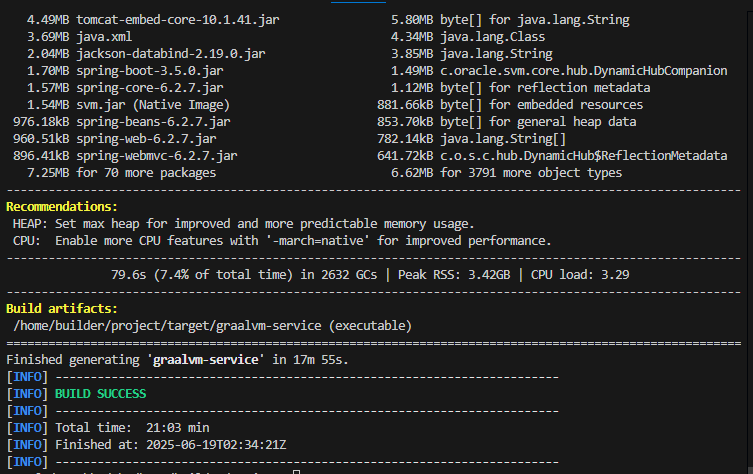 4.49MB tomcat-embed-core-10.1.41.jar 5.80MB byte[] for java.lang.String
3.69MB java.xml 4.34MB java.lang.Class
2.04MB jackson-databind-2.19.0.jar 3.85MB java.lang.String
1.70MB spring-boot-3.5.0.jar 1.49MB c.oracle.svm.core.hub.DynamicHubCompanion
1.57MB spring-core-6.2.7.jar 1.12MB byte[] for reflection metadata
1.54MB svm.jar (Native Image) 881.66kB byte[] for embedded resources
976.18kB spring-beans-6.2.7.jar 853.70kB byte[] for general heap data
960.51kB spring-web-6.2.7.jar 782.14kB java.lang.String[]
896.41kB spring-webmvc-6.2.7.jar 641.72kB c.o.s.c.hub.DynamicHub$ReflectionMetadata
7.25MB for 70 more packages 6.62MB for 3791 more object types
------------------------------------------------------------------------------------------------------------------------
Recommendations:
HEAP: Set max heap for improved and more predictable memory usage.
CPU: Enable more CPU features with '-march=native' for improved performance.
------------------------------------------------------------------------------------------------------------------------
79.6s (7.4% of total time) in 2632 GCs | Peak RSS: 3.42GB | CPU load: 3.29
------------------------------------------------------------------------------------------------------------------------
Build artifacts:
/home/builder/project/target/graalvm-service (executable)
========================================================================================================================
Finished generating 'graalvm-service' in 17m 55s.
[INFO] ------------------------------------------------------------------------
[INFO] BUILD SUCCESS
[INFO] ------------------------------------------------------------------------
[INFO] Total time:  21:03 min
[INFO] Finished at: 2025-06-19T02:34:21Z
[INFO] ------------------------------------------------------------------------